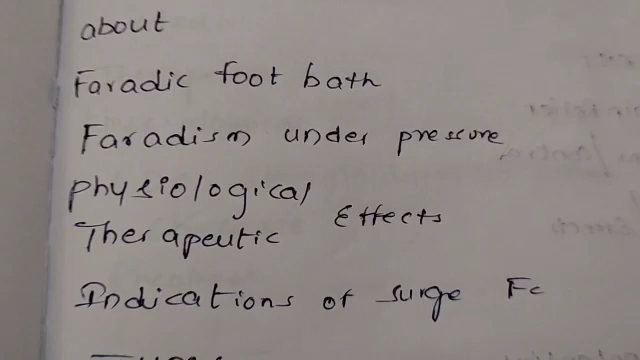 about
Faradic foot bath
Faradism under pressure
physiological
Effects
Therapeutic
Indications of surge Fc